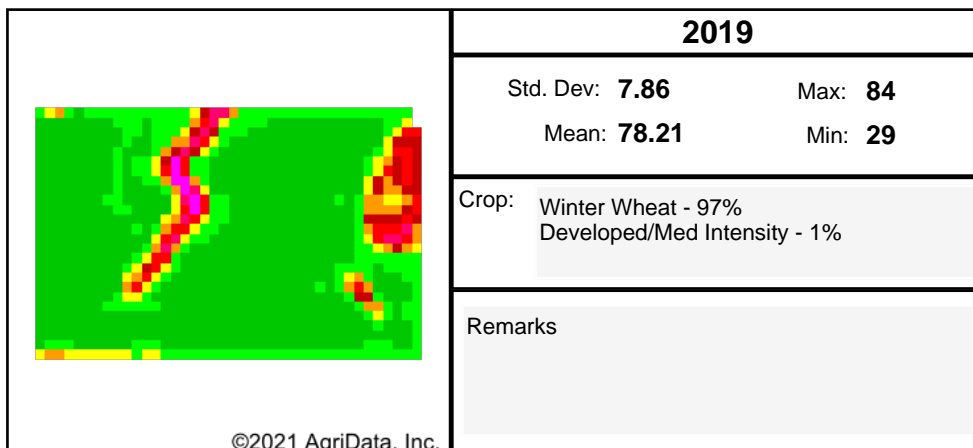 2019
Std. Dev: 7.86 Max: 84
Mean: 78.21 Min: 29
Crop: Winter Wheat - 97%
Developed/Med Intensity - 1%
Remarks
©2021 AgriData, Inc.